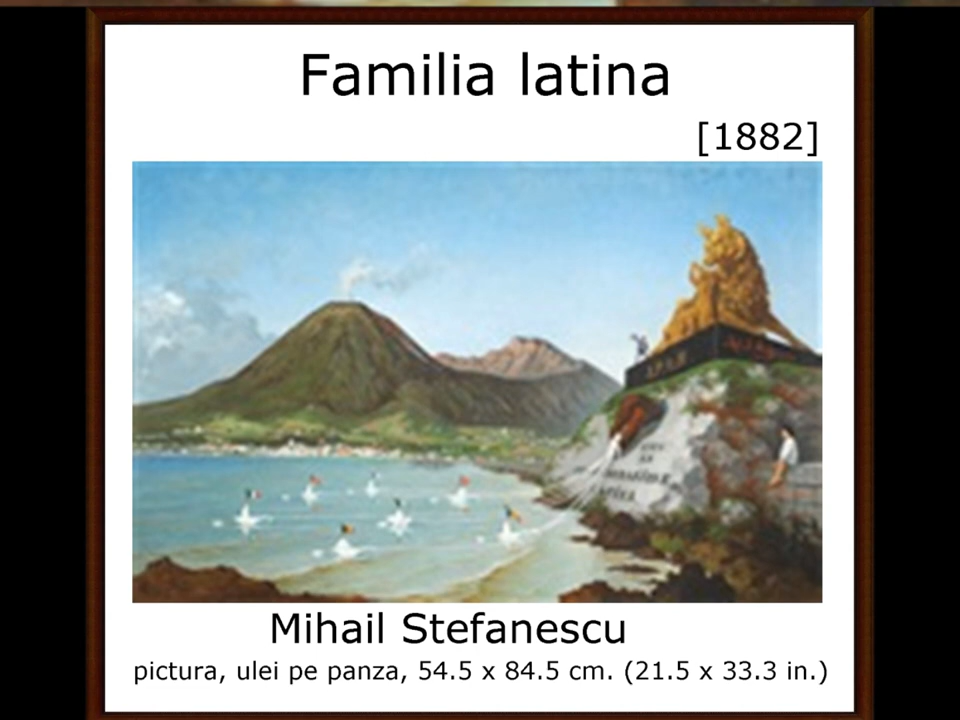 Familia latina
[1882]
Mihail Stefanescu
pictura, ulei pe panza, 54.5 x 84.5 cm. (21.5 x 33.3 in.)